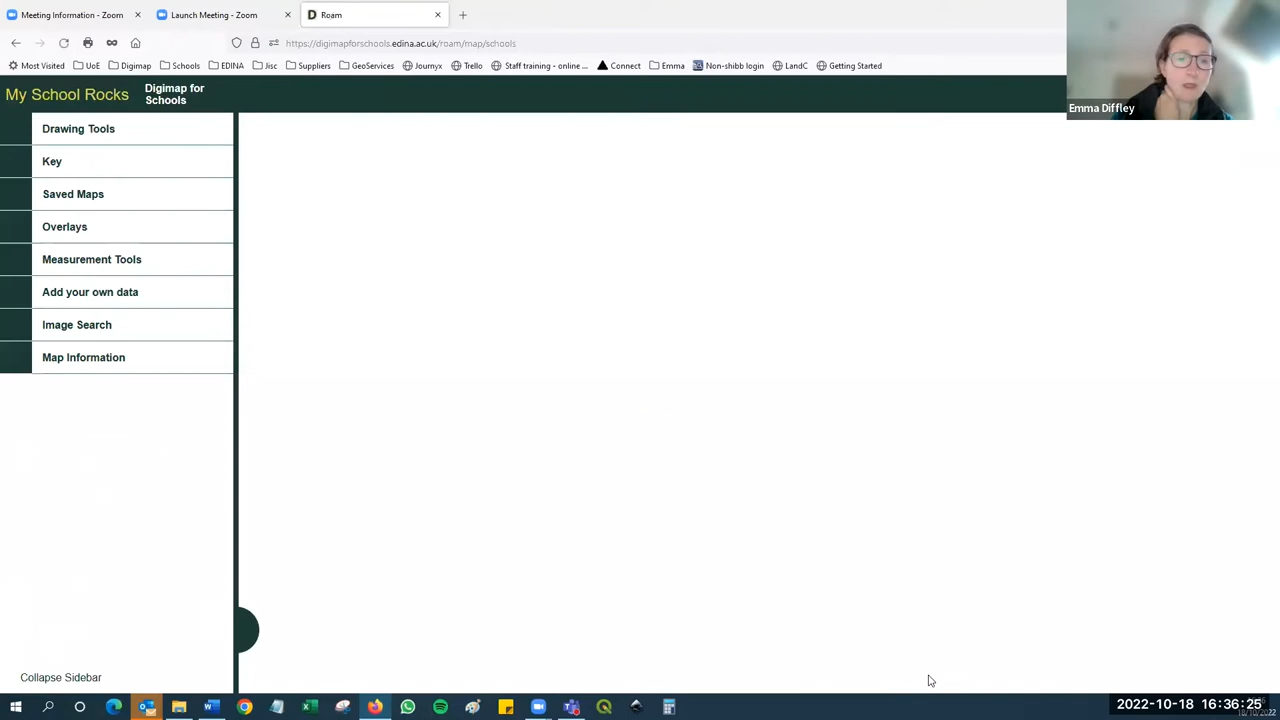 Meeting Information - Zoom
Launch Meeting - Zoom
D Roam
https://digimapforschools.edina.ac.uk/roam/map/schools
Most Visited UoE Digimap Schools EDINA Jisc Suppliers GeoServices Journyx Trello Staff training - online ... Connect Emma Non-shibb login LandC Getting Started
My School Rocks
Digimap for
Schools
Emma Diffley
Drawing Tools
Key
Saved Maps
Overlays
Measurement Tools
Add your own data
Image Search
Map Information
Collapse Sidebar
2022-10-18 16:36:25
18/10/2022